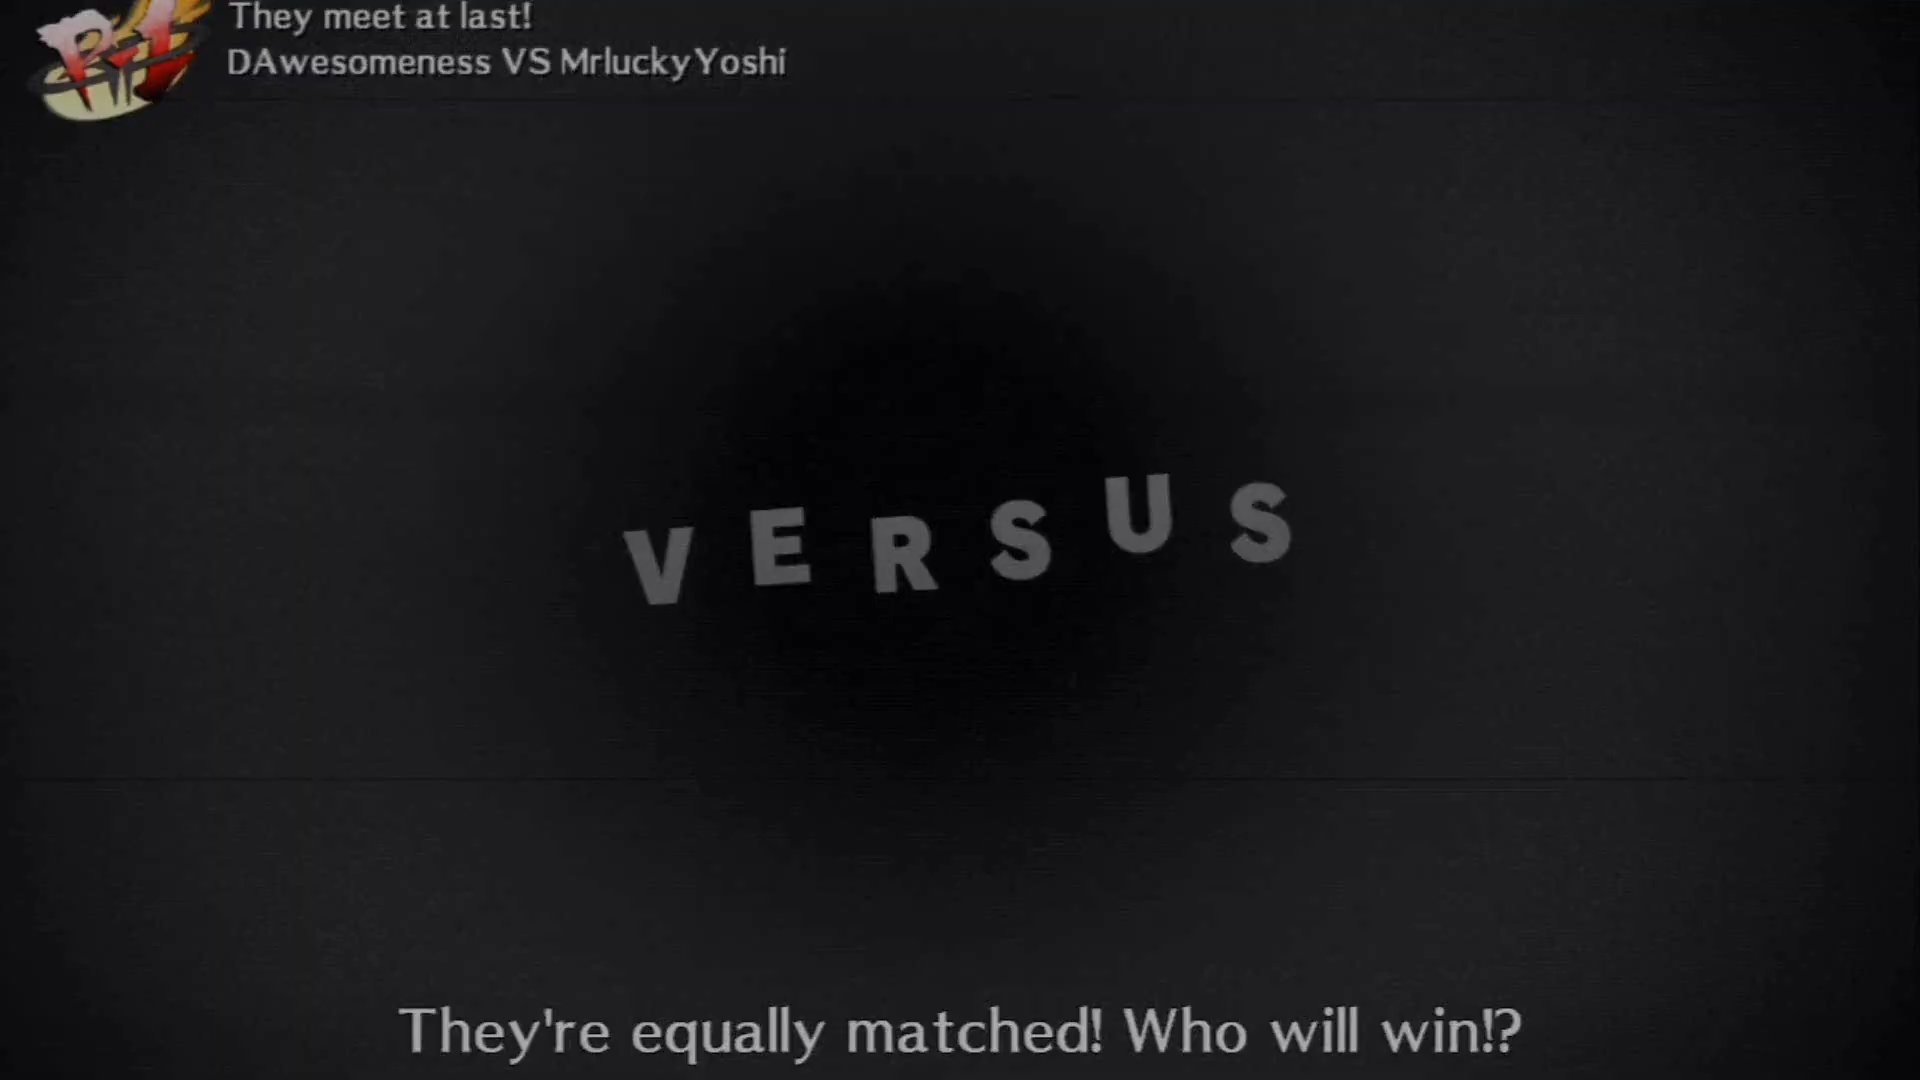 They meet at last!
DAwesomeness VS MrluckyYoshi
VERSUS
They're equally matched! Who will win!?